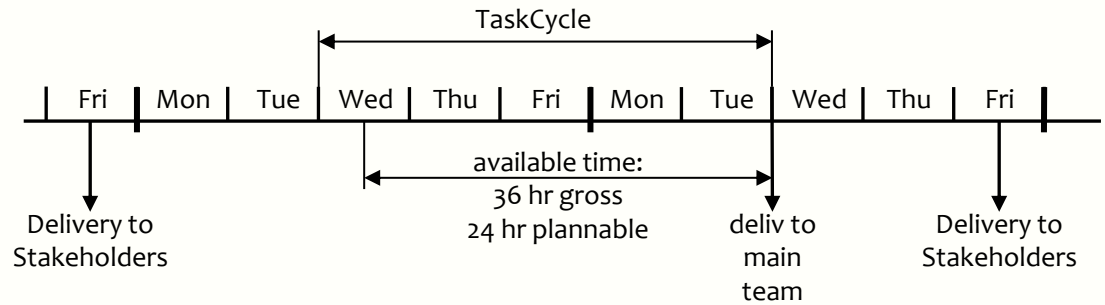 TaskCycle
Fri Mon Tue Wed Thu Fri Mon Tue Wed Thu Fri
available time:
36 hr gross
24 hr plannable
Delivery to
Stakeholders
deliv to
main
team
Delivery to
Stakeholders